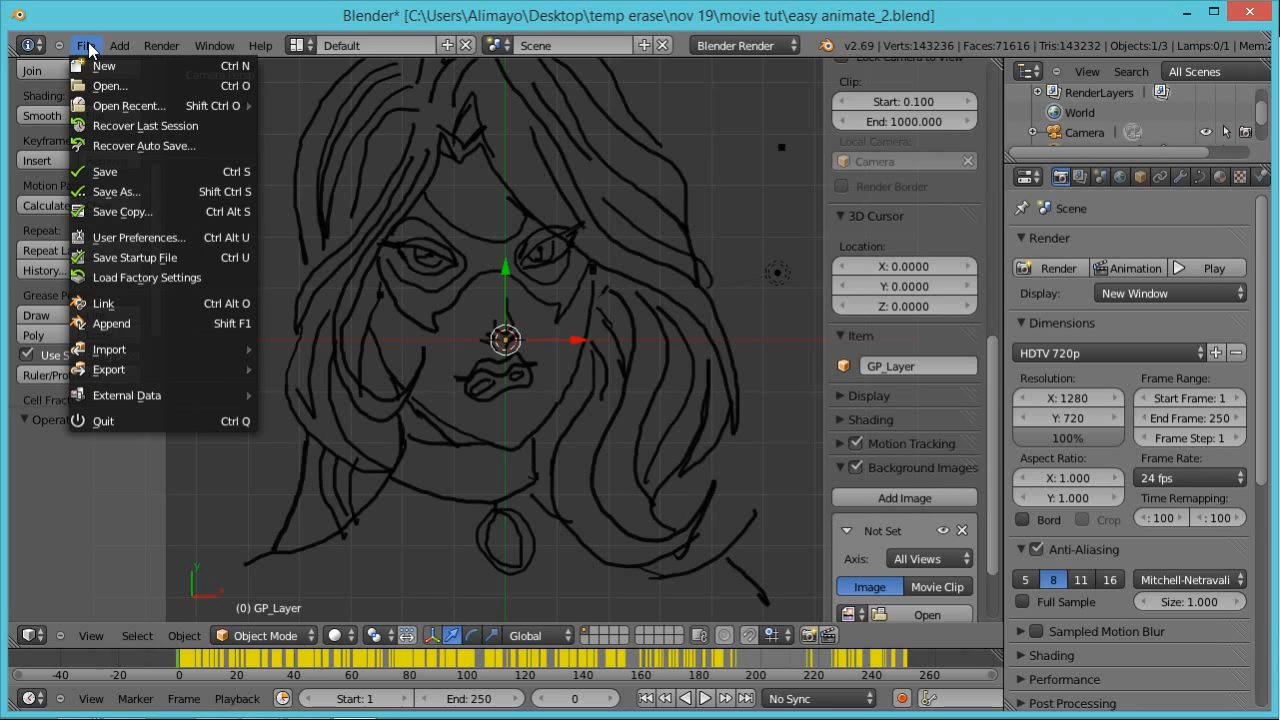 Blender* [C:\Users\Alimayo\Desktop\temp erase\nov 19\movie tut\easy animate_2.blend]
File Add Render Window Help Default Scene Blender Render v2.69 | Verts:143236 | Faces:71616 | Tris:143232 | Objects:1/3 | Lamps:0/1 | Mem:2
Join
Shading:
Smooth
Keyframe
Insert
Motion Pa
Calculate
Repeat:
Repeat La
History...
Grease Pe
Draw
Poly
Use S
Ruler/Pro
Cell Frac
Opera
New Ctrl N
Open... Ctrl O
Open Recent... Shift Ctrl O
Recover Last Session
Recover Auto Save...
Save Ctrl S
Save As... Shift Ctrl S
Save Copy... Ctrl Alt S
User Preferences... Ctrl Alt U
Save Startup File Ctrl U
Load Factory Settings
Link Ctrl Alt O
Append Shift F1
Import
Export
External Data
Quit Ctrl Q
y
x
(0) GP_Layer
Lock Camera to View
Clip:
Start: 0.100
End: 1000.000
Local Camera:
Camera
Render Border
3D Cursor
Location:
X: 0.0000
Y: 0.0000
Z: 0.0000
Item
GP_Layer
Display
Shading
Motion Tracking
Background Images
Add Image
Not Set
Axis: All Views
Image Movie Clip
Open
View Search All Scenes
RenderLayers
World
Camera
Scene
Render
Render Animation Play
Display: New Window
Dimensions
HDTV 720p
Resolution: Frame Range:
X: 1280 Start Frame: 1
Y: 720 End Frame: 250
100% Frame Step: 1
Aspect Ratio: Frame Rate:
X: 1.000 24 fps
Y: 1.000 Time Remapping:
Bord Crop : 100 : 100
Anti-Aliasing
5 8 11 16 Mitchell-Netravali
Full Sample Size: 1.000
Sampled Motion Blur
Shading
Performance
Post Processing
View Select Object Object Mode Global
-40 -20 0 20 40 60 80 100 120 140 160 180 200 220 240 260
View Marker Frame Playback Start: 1 End: 250 0 No Sync